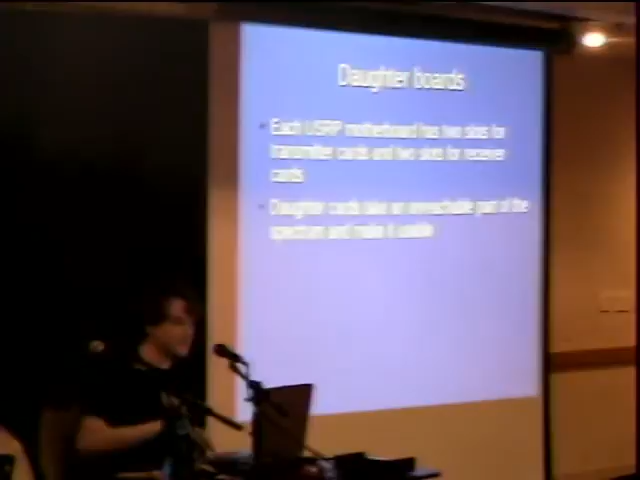 Daughter boards
Each USRP motherboard has two slots for
transmitter cards and two slots for receiver
cards
Daughter cards take an unreachable part of the
spectrum and make it usable